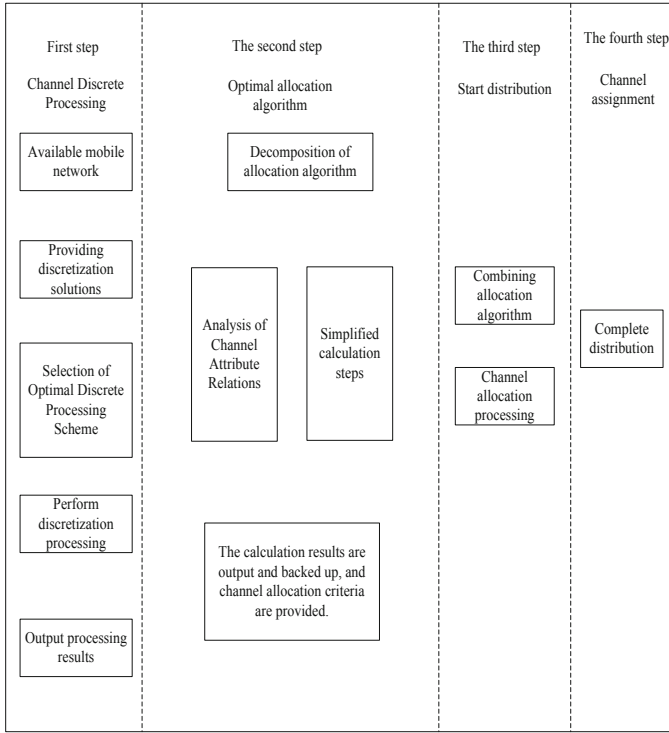 First step
Channel Discrete
Processing
Available mobile
network
Providing
discretization
solutions
Selection of
Optimal Discrete
Processing
Scheme
Perform
discretization
processing
Output processing
results
The second step
Optimal allocation
algorithm
Decomposition of
allocation algorithm
Analysis of
Channel
Attribute
Relations
Simplified
calculation
steps
The calculation results are
output and backed up, and
channel allocation criteria
are provided.
The third step
Start distribution
Combining
allocation
algorithm
Channel
allocation
processing
The fourth step
Channel
assignment
Complete
distribution